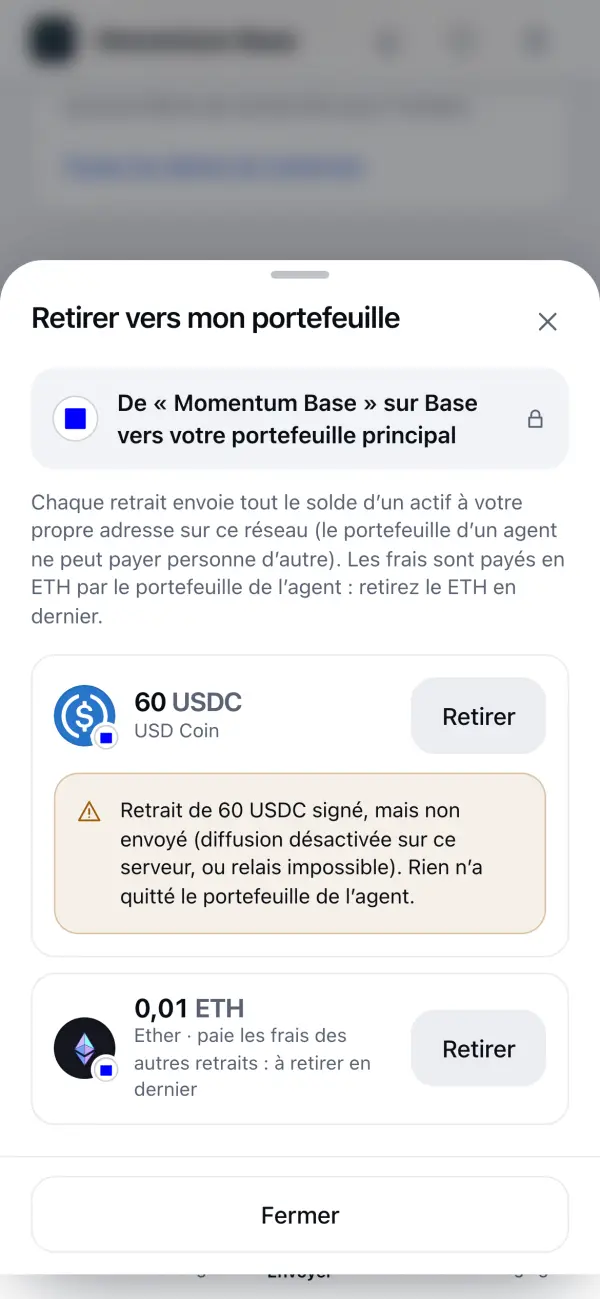 Retirer vers mon portefeuille
De « Momentum Base » sur Base
vers votre portefeuille principal
Chaque retrait envoie tout le solde d’un actif à votre
propre adresse sur ce réseau (le portefeuille d’un agent
ne peut payer personne d’autre). Les frais sont payés en
ETH par le portefeuille de l’agent : retirez le ETH en
dernier.
60 USDC
USD Coin
Retirer
Retrait de 60 USDC signé, mais non
envoyé (diffusion désactivée sur ce
serveur, ou relais impossible). Rien n’a
quitté le portefeuille de l’agent.
0,01 ETH
Ether · paie les frais des
autres retraits : à retirer en
dernier
Retirer
Fermer